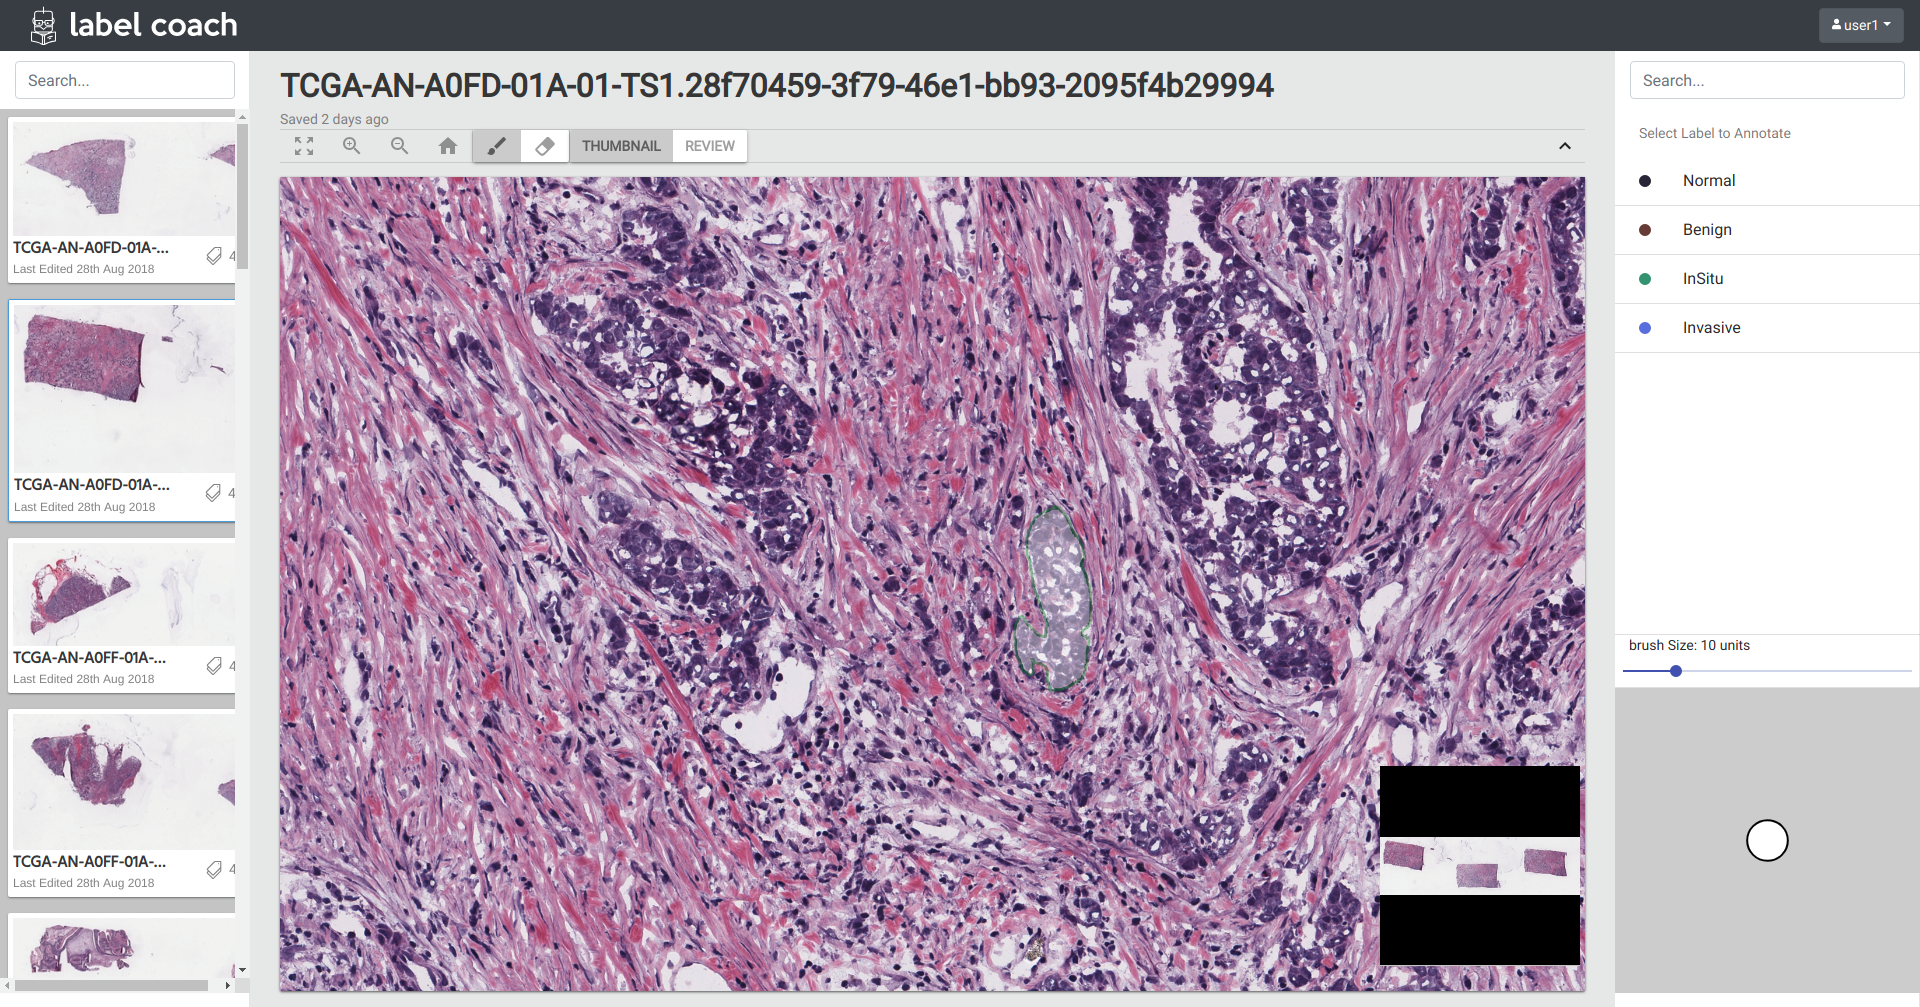 label coach
user1
Search...
TCGA-AN-A0FD-01A-...
4
Last Edited 28th Aug 2018
TCGA-AN-A0FD-01A-...
4
Last Edited 28th Aug 2018
TCGA-AN-A0FF-01A-...
4
Last Edited 28th Aug 2018
TCGA-AN-A0FF-01A-...
4
Last Edited 28th Aug 2018
TCGA-AN-A0FD-01A-01-TS1.28f70459-3f79-46e1-bb93-2095f4b29994
Saved 2 days ago
THUMBNAIL REVIEW
Search...
Select Label to Annotate
Normal
Benign
InSitu
Invasive
brush Size: 10 units